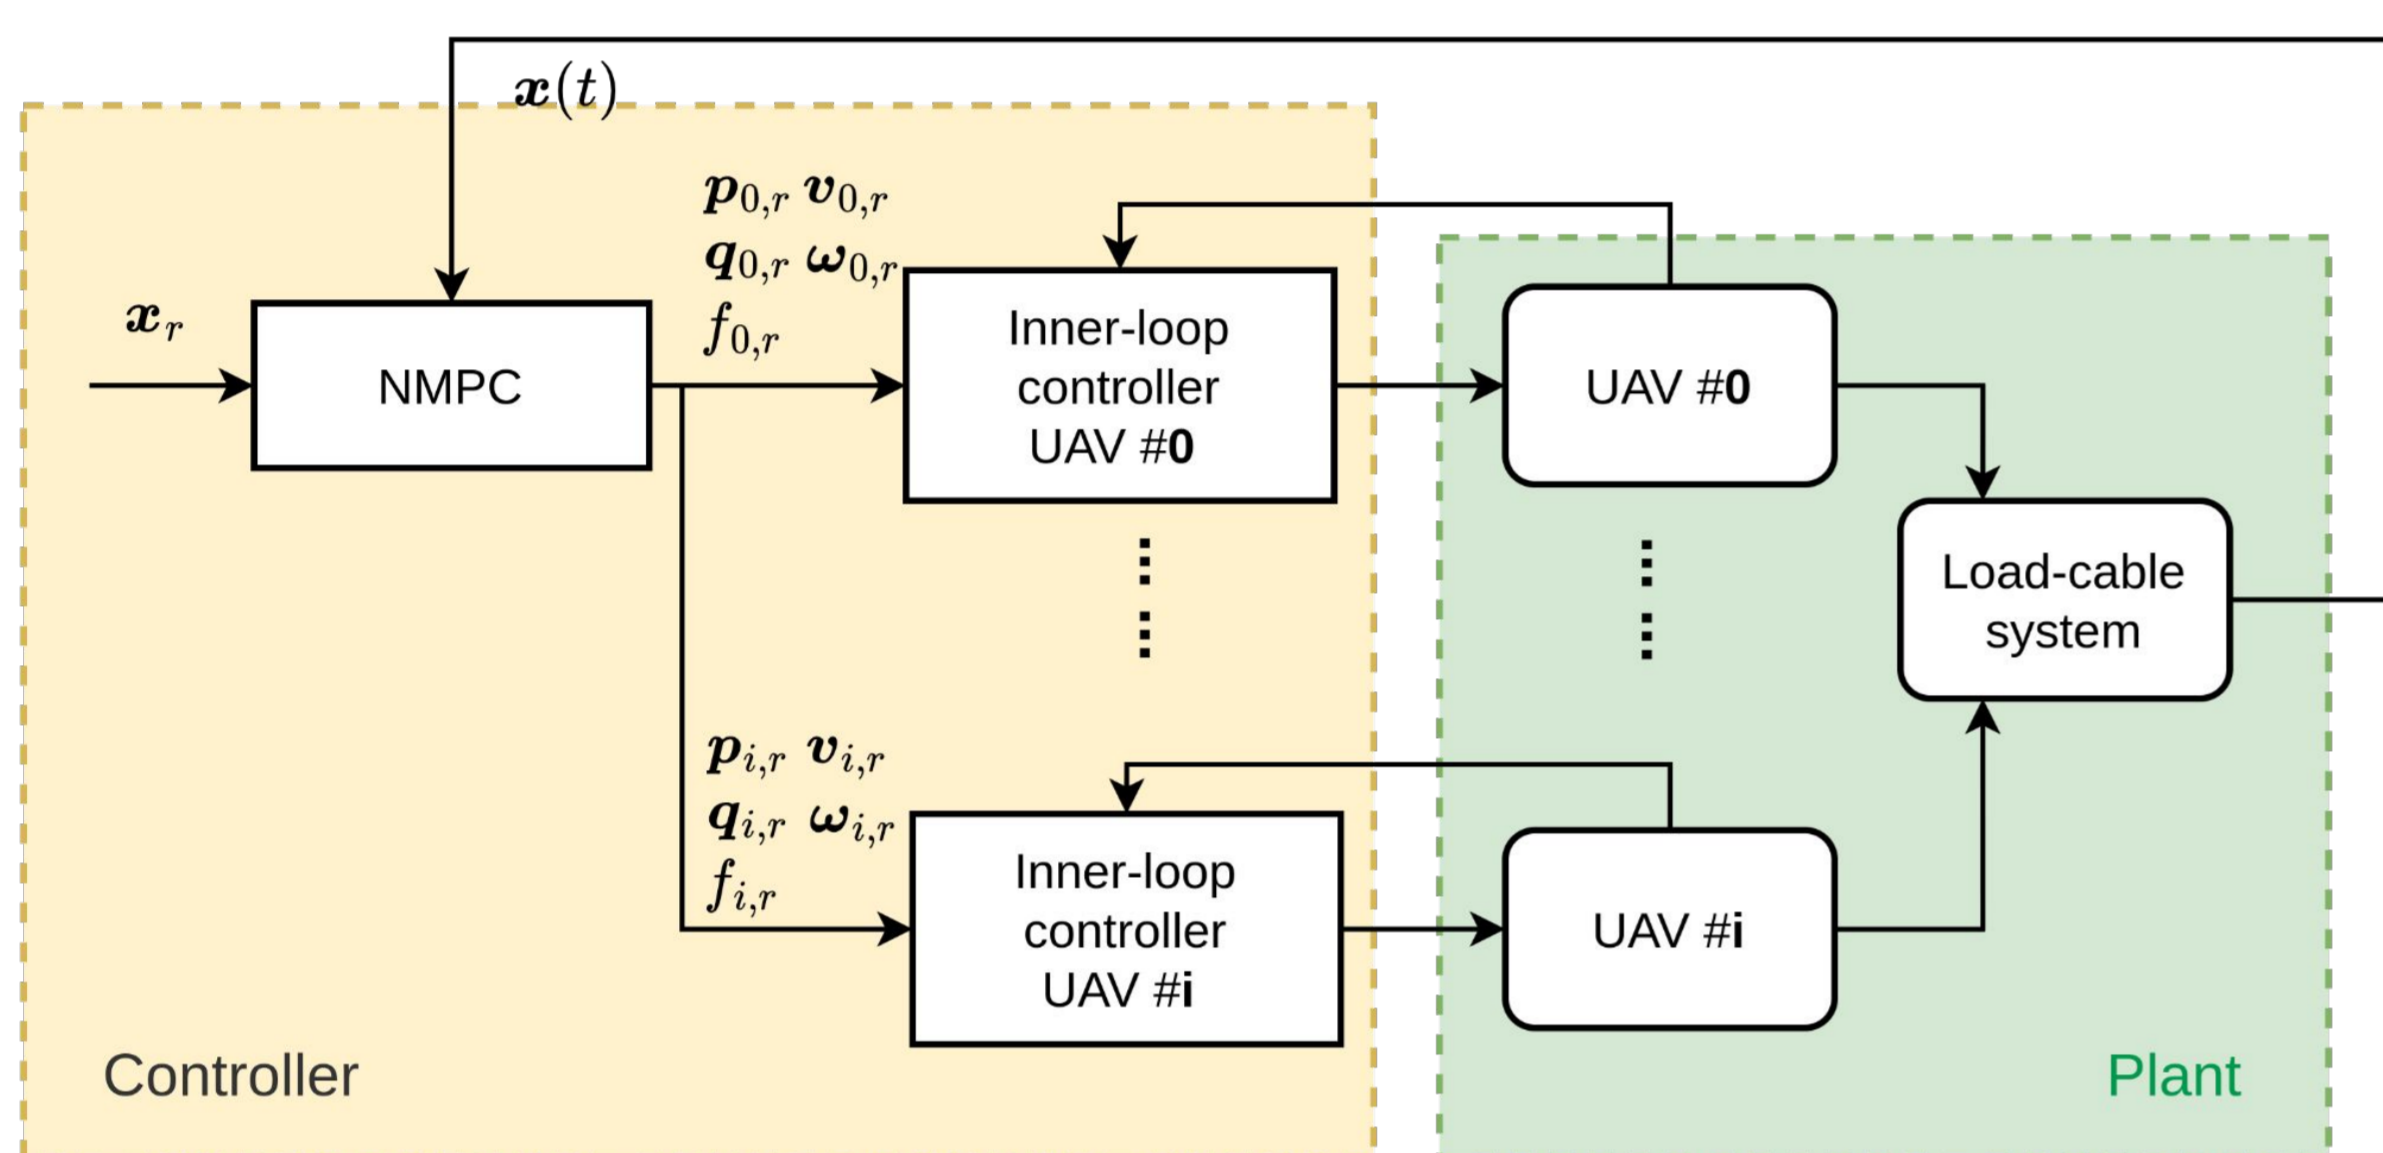 x(t)
p₀,ᵣ v₀,ᵣ
q₀,ᵣ ω₀,ᵣ
f₀,ᵣ
xᵣ
NMPC
Inner-loop
controller
UAV #0
UAV #0
Load-cable
system
pᵢ,ᵣ vᵢ,ᵣ
qᵢ,ᵣ ωᵢ,ᵣ
fᵢ,ᵣ
Inner-loop
controller
UAV #i
UAV #i
Controller
Plant